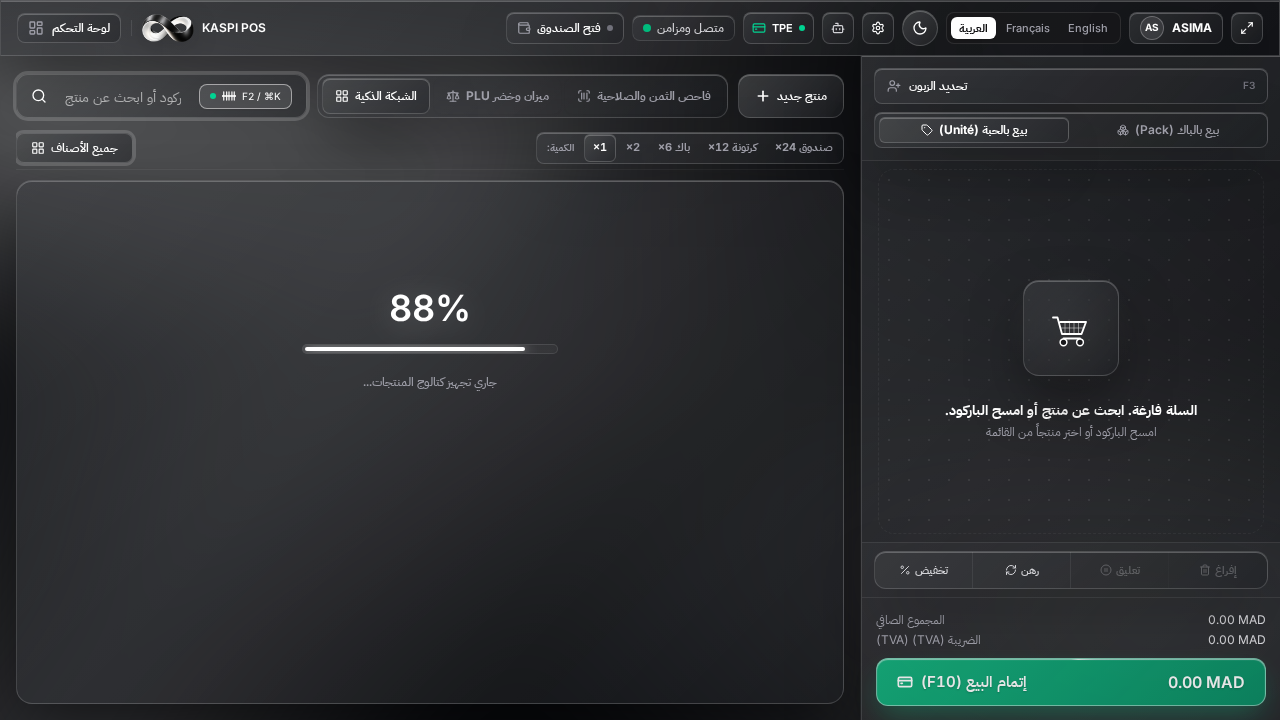 لوحة التحكم
KASPI POS
فتح الصندوق
متصل ومزامن
TPE
العربية
Français
English
AS
ASIMA
ركود أو ابحث عن منتج
F2 / ⌘K
الشبكة الذكية
ميزان وخضر PLU
فاحص الثمن والصلاحية
منتج جديد
جميع الأصناف
الكمية:
×1
×2
باك 6×
كرتونة 12×
صندوق 24×
88%
جاري تجهيز كتالوج المنتجات...
تحديد الزبون
F3
بيع بالحبة (Unité)
بيع بالباك (Pack)
السلة فارغة. ابحث عن منتج أو امسح الباركود.
امسح الباركود أو اختر منتجاً من القائمة
تخفيض
رهن
تعليق
إفراغ
المجموع الصافي
0.00 MAD
الضريبة (TVA) (TVA)
0.00 MAD
إتمام البيع (F10)
0.00 MAD